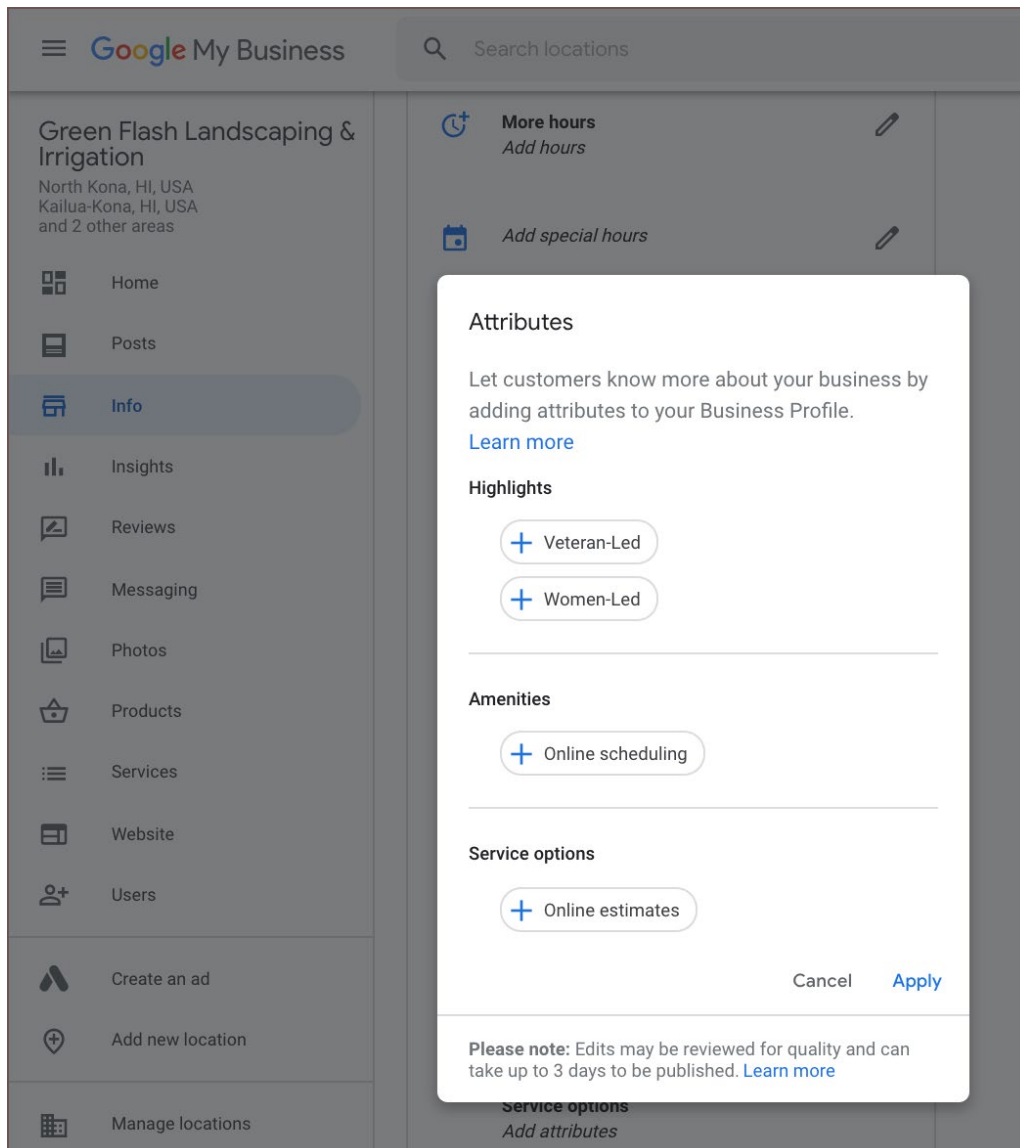 Google My Business
Search locations
Green Flash Landscaping &
Irrigation
North Kona, HI, USA
Kailua-Kona, HI, USA
and 2 other areas
Home
Posts
Info
Insights
Reviews
Messaging
Photos
Products
Services
Website
Users
Create an ad
Add new location
Manage locations
More hours
Add hours
Add special hours
Attributes
Let customers know more about your business by
adding attributes to your Business Profile.
Learn more
Highlights
Veteran-Led
Women-Led
Amenities
Online scheduling
Service options
Online estimates
Cancel Apply
Please note: Edits may be reviewed for quality and can
take up to 3 days to be published. Learn more
Service options
Add attributes